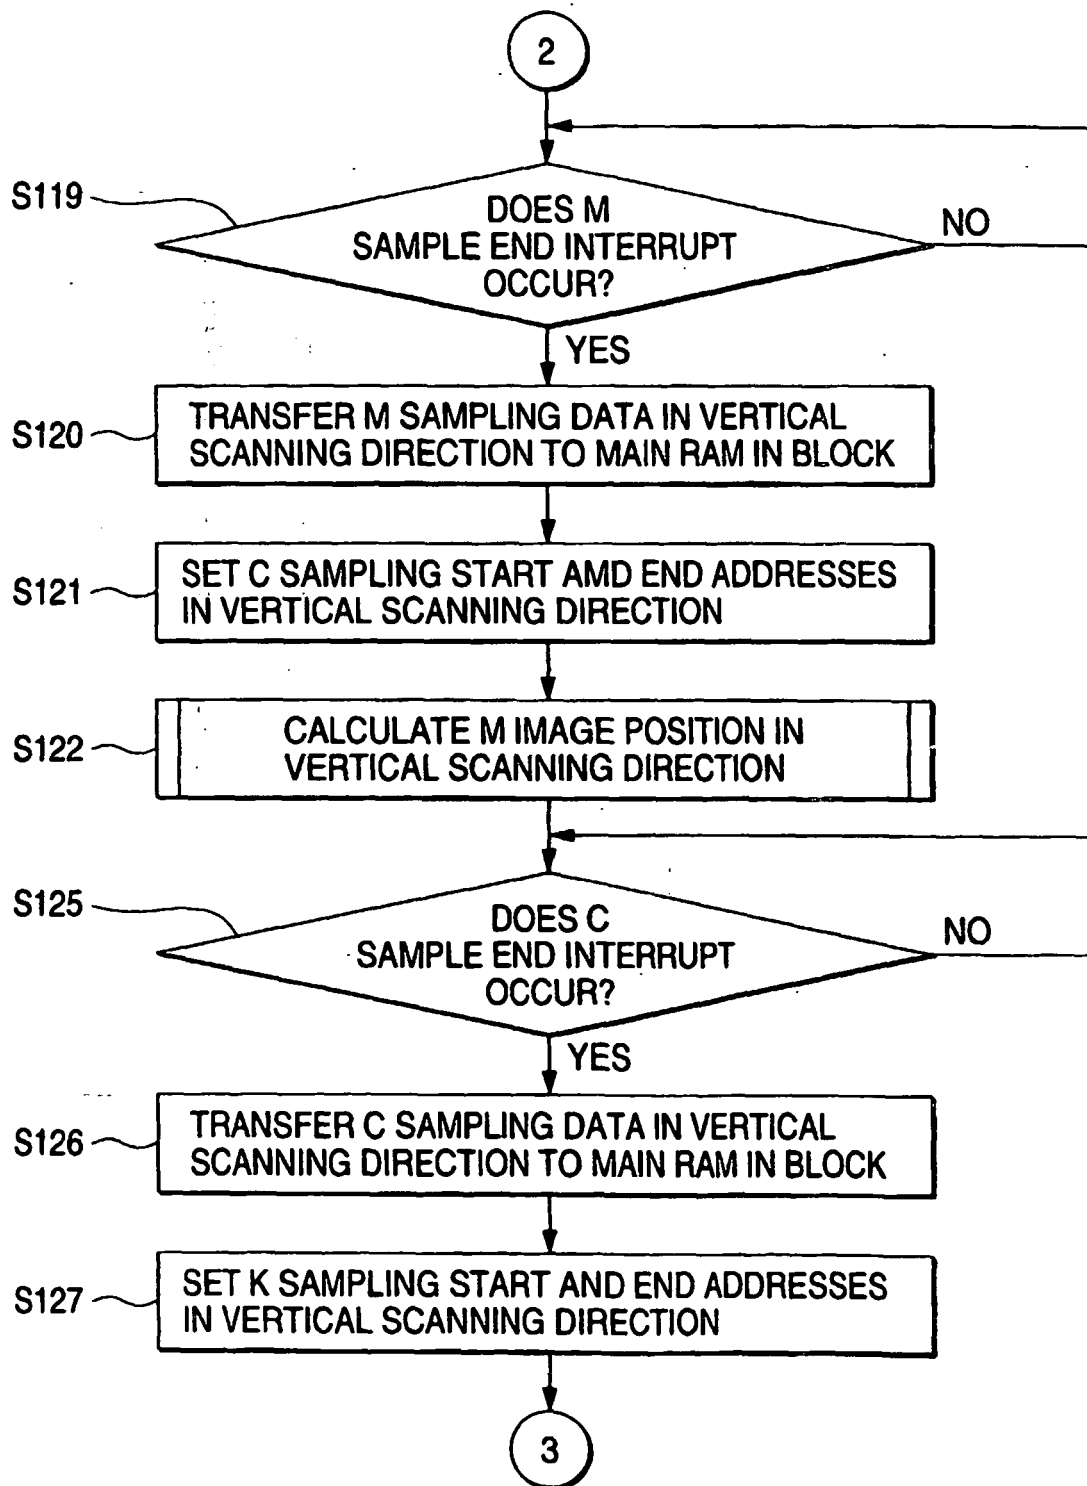 2
S119
DOES M
SAMPLE END INTERRUPT
OCCUR?
NO
YES
S120
TRANSFER M SAMPLING DATA IN VERTICAL
SCANNING DIRECTION TO MAIN RAM IN BLOCK
S121
SET C SAMPLING START AMD END ADDRESSES
IN VERTICAL SCANNING DIRECTION
S122
CALCULATE M IMAGE POSITION IN
VERTICAL SCANNING DIRECTION
S125
DOES C
SAMPLE END INTERRUPT
OCCUR?
NO
YES
S126
TRANSFER C SAMPLING DATA IN VERTICAL
SCANNING DIRECTION TO MAIN RAM IN BLOCK
S127
SET K SAMPLING START AND END ADDRESSES
IN VERTICAL SCANNING DIRECTION
3